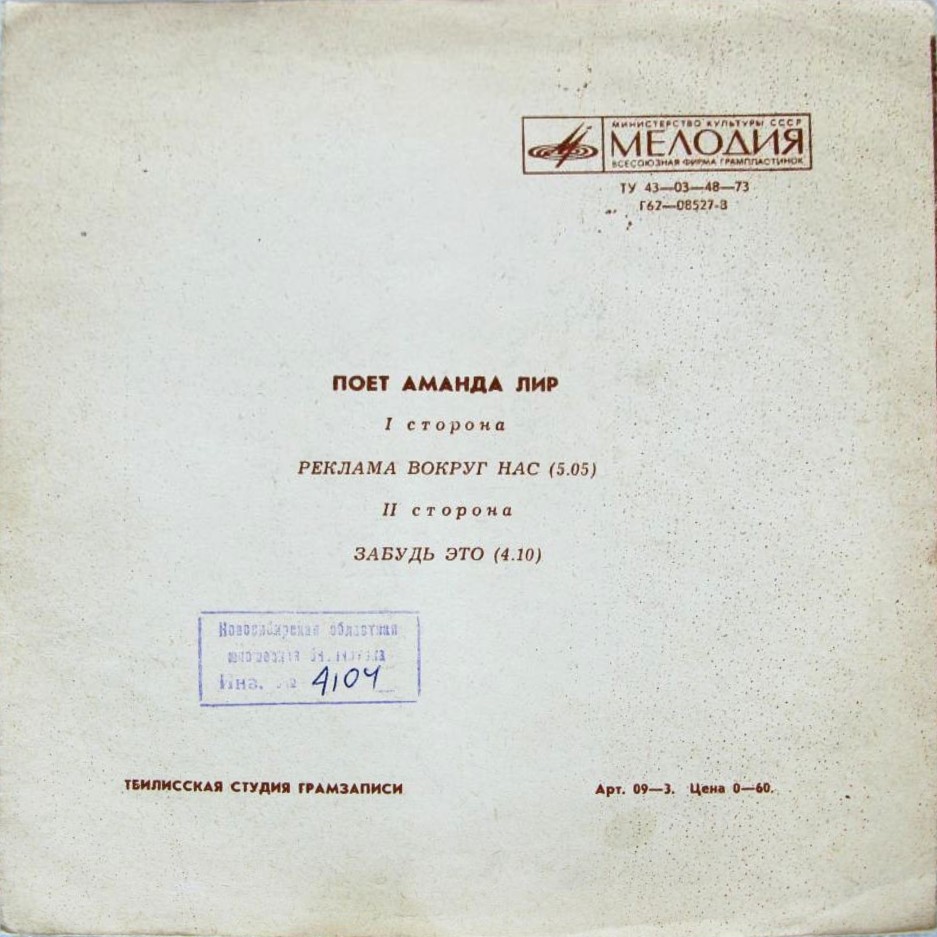 МИНИСТЕРСТВО КУЛЬТУРЫ СССР
МЕЛОДИЯ
ВСЕСОЮЗНАЯ ФИРМА ГРАМПЛАСТИНОК
ТУ 43—03—48—73
Г62—08527-8
ПОЕТ АМАНДА ЛИР
I сторона
РЕКЛАМА ВОКРУГ НАС (5.05)
II сторона
ЗАБУДЬ ЭТО (4.10)
Новосибирская областная
Инв. № 4104
ТБИЛИССКАЯ СТУДИЯ ГРАМЗАПИСИ
Арт. 09—3. Цена 0—60.